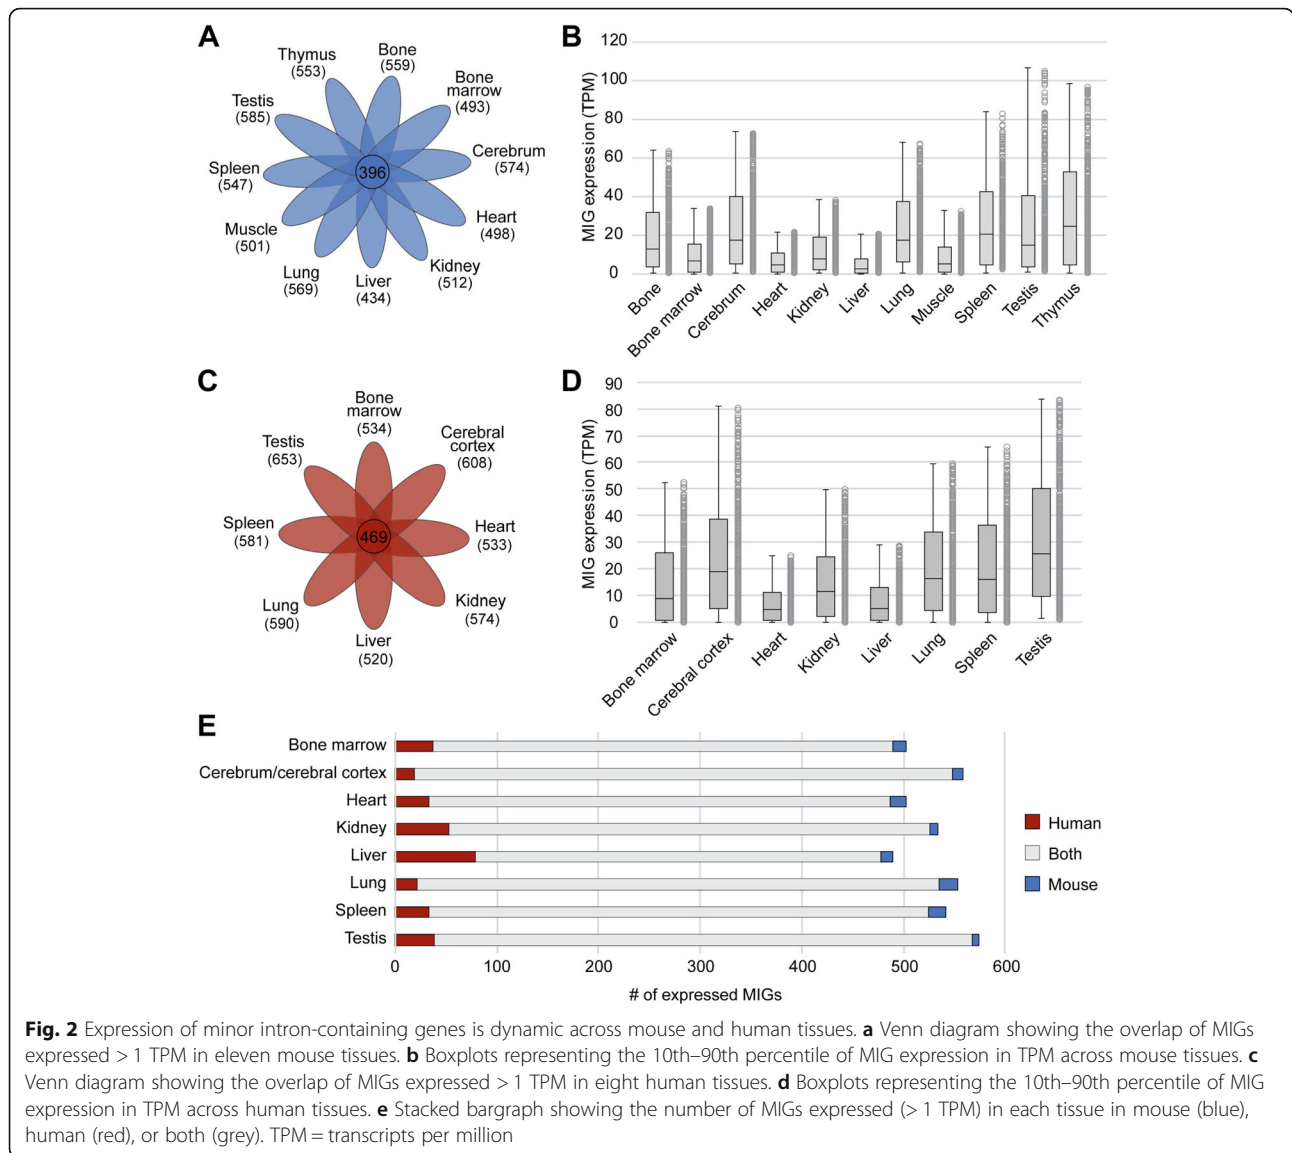 A
Thymus
(553)
Bone
(559)
Bone
marrow
(493)
Testis
(585)
Cerebrum
(574)
Spleen
(547)
396
Heart
(498)
Muscle
(501)
Kidney
(512)
Lung
(569)
Liver
(434)
B
MIG expression (TPM)
120
100
80
60
40
20
0
Bone
Bone marrow
Cerebrum
Heart
Kidney
Liver
Lung
Muscle
Spleen
Testis
Thymus
C
Bone
marrow
(534)
Cerebral
cortex
(608)
Testis
(653)
Spleen
(581)
469
Heart
(533)
Lung
(590)
Kidney
(574)
Liver
(520)
D
MIG expression (TPM)
90
80
70
60
50
40
30
20
10
0
Bone marrow
Cerebral cortex
Heart
Kidney
Liver
Lung
Spleen
Testis
E
Bone marrow
Cerebrum/cerebral cortex
Heart
Kidney
Liver
Lung
Spleen
Testis
0 100 200 300 400 500 600
# of expressed MIGs
Human
Both
Mouse
Fig. 2 Expression of minor intron-containing genes is dynamic across mouse and human tissues. a Venn diagram showing the overlap of MIGs
expressed > 1 TPM in eleven mouse tissues. b Boxplots representing the 10th–90th percentile of MIG expression in TPM across mouse tissues. c
Venn diagram showing the overlap of MIGs expressed > 1 TPM in eight human tissues. d Boxplots representing the 10th–90th percentile of MIG
expression in TPM across human tissues. e Stacked bargraph showing the number of MIGs expressed (> 1 TPM) in each tissue in mouse (blue),
human (red), or both (grey). TPM = transcripts per million